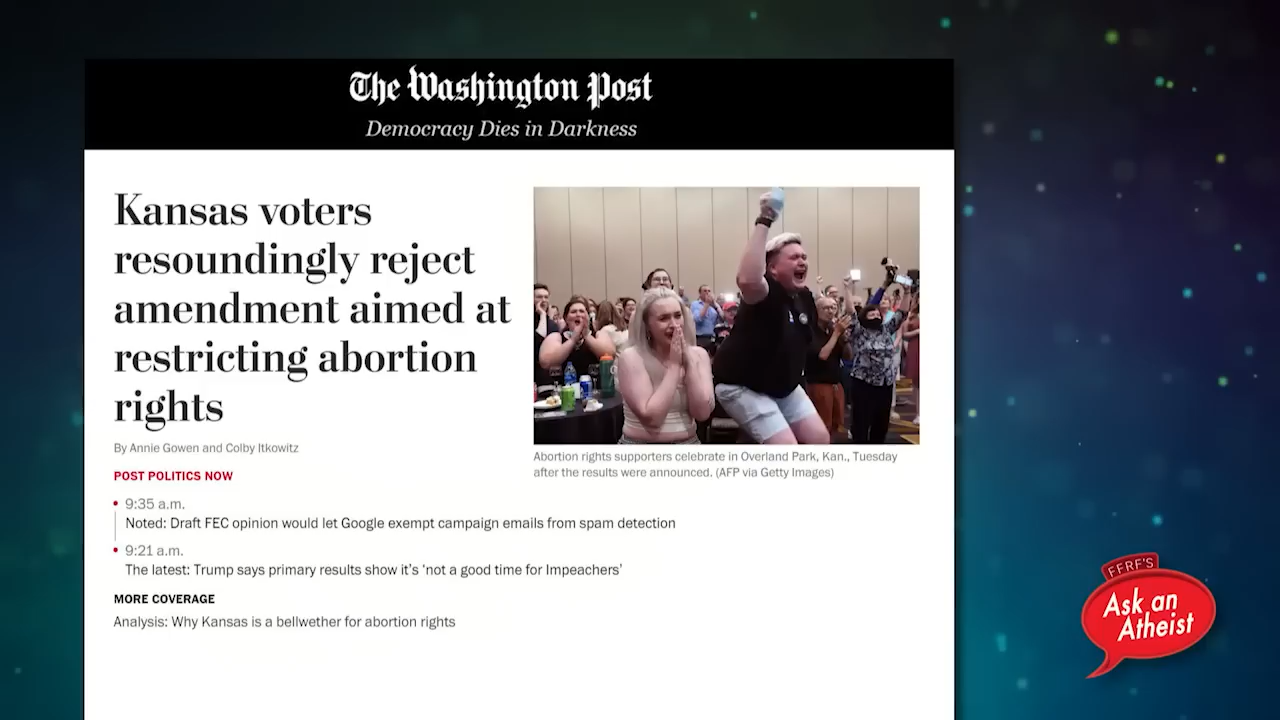 The Washington Post
Democracy Dies in Darkness
Kansas voters
resoundingly reject
amendment aimed at
restricting abortion
rights
By Annie Gowen and Colby Itkowitz
Abortion rights supporters celebrate in Overland Park, Kan., Tuesday
after the results were announced. (AFP via Getty Images)
POST POLITICS NOW
9:35 a.m.
Noted: Draft FEC opinion would let Google exempt campaign emails from spam detection
9:21 a.m.
The latest: Trump says primary results show it's 'not a good time for Impeachers'
MORE COVERAGE
Analysis: Why Kansas is a bellwether for abortion rights
FFRF'S
Ask an
Atheist